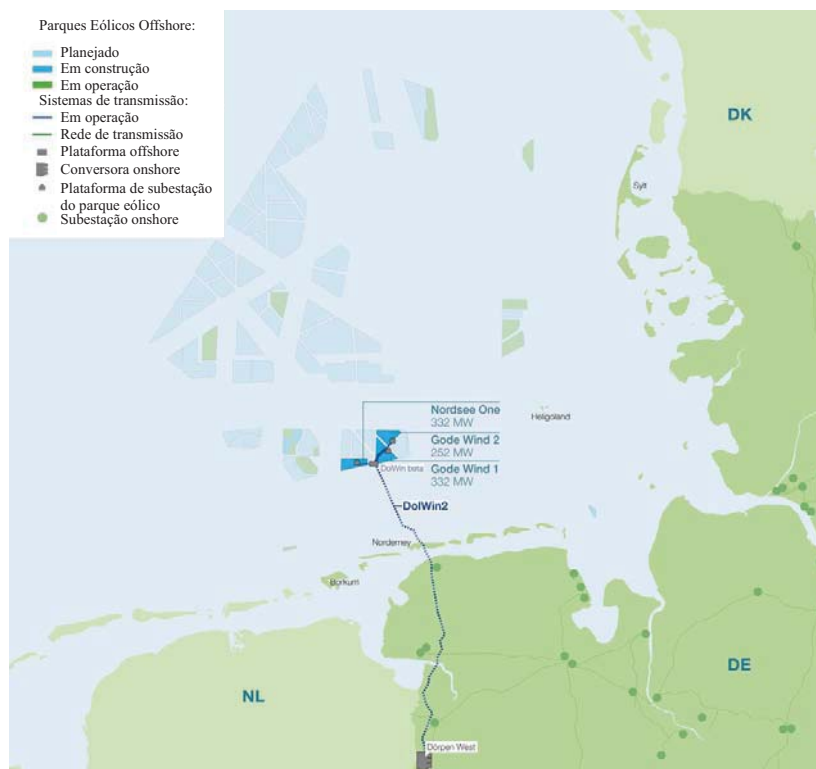 Parques Eólicos Offshore:
Planejado
Em construção
Em operação
Sistemas de transmissão:
Em operação
Rede de transmissão
Plataforma offshore
Conversora onshore
Plataforma de subestação
do parque eólico
Subestação onshore
DK
Sylt
Nordsee One
332 MW
Helgoland
Gode Wind 2
252 MW
DolWin beta
Gode Wind 1
332 MW
DolWin2
Norderney
Borkum
NL
DE
Dörpen West